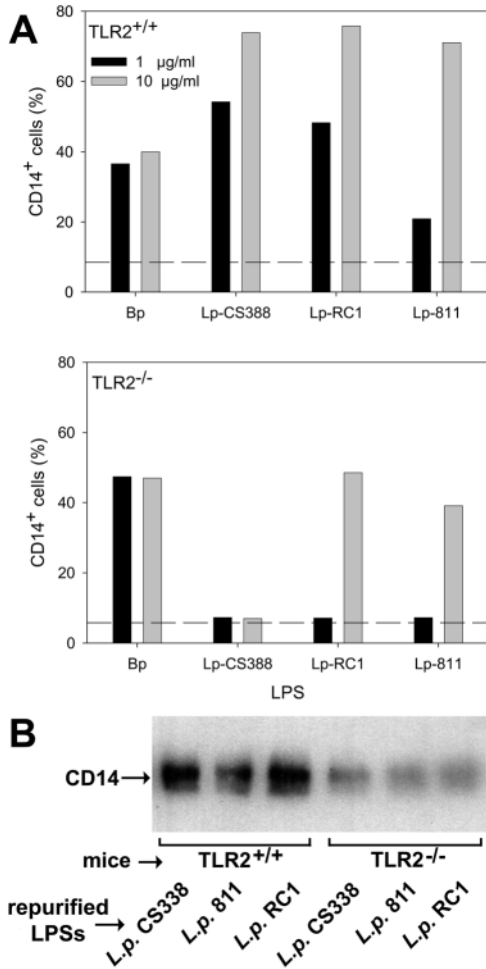 A
TLR2+/+
1 µg/ml
10 µg/ml
CD14+ cells (%)
80
60
40
20
0
Bp Lp-CS388 Lp-RC1 Lp-811
TLR2-/-
CD14+ cells (%)
80
60
40
20
0
Bp Lp-CS388 Lp-RC1 Lp-811
LPS
B
CD14→
mice → TLR2+/+ TLR2-/-
repurified
LPSs →
L.p. CS338
L.p. 811
L.p. RC1
L.p. CS338
L.p. 811
L.p. RC1